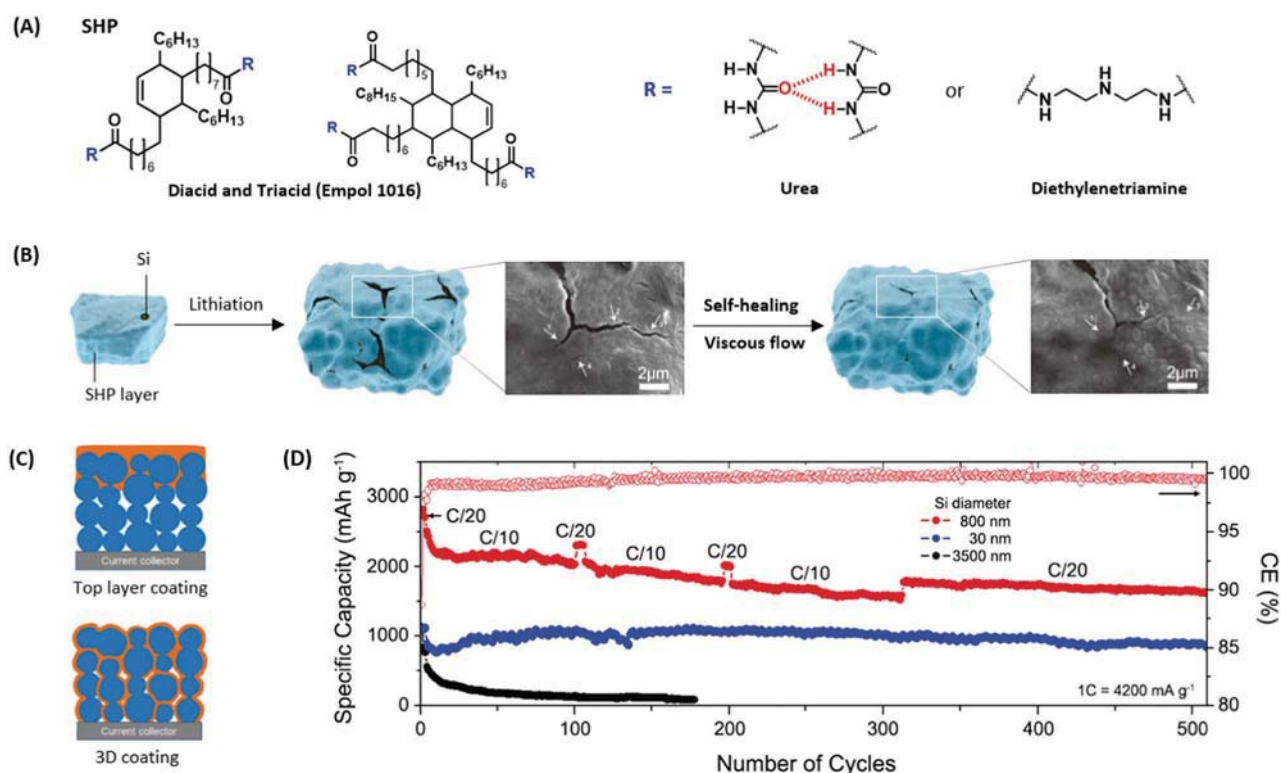 (A) SHP
C6H13
R
O
7
C6H13
O
R
6
O
R
5
C6H13
C8H15
O
R
6
C6H13
O
6
R
Diacid and Triacid (Empol 1016)
R =
H-N
O
H-N
H-N
O
H-N
Urea
or
N
H
H
N
N
H
Diethylenetriamine
(B)
Si
SHP layer
Lithiation
2μm
Self-healing
Viscous flow
2μm
(C)
Current collector
Top layer coating
Current collector
3D coating
(D)
Specific Capacity (mAh g-1)
3000
2000
1000
0
C/20
C/10
C/20
C/10
C/20
C/10
C/20
Si diameter
800 nm
30 nm
3500 nm
1C = 4200 mA g-1
0
100
200
300
400
500
Number of Cycles
100
95
90
85
80
CE (%)